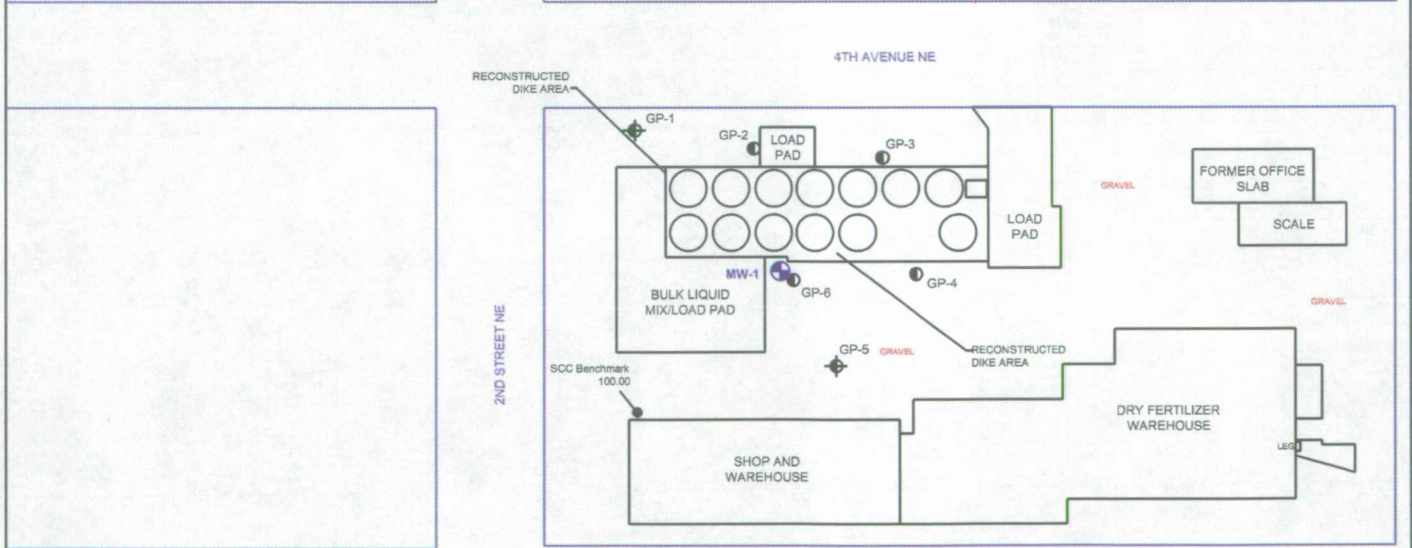 4TH AVENUE NE
RECONSTRUCTED
DIKE AREA
GP-1
GP-2
LOAD
PAD
GP-3
GRAVEL
FORMER OFFICE
SLAB
SCALE
LOAD
PAD
MW-1
GP-6
GP-4
BULK LIQUID
MIX/LOAD PAD
GRAVEL
2ND STREET NE
GP-5
GRAVEL
RECONSTRUCTED
DIKE AREA
SCC Benchmark
100.00
DRY FERTILIZER
WAREHOUSE
LEG
SHOP AND
WAREHOUSE